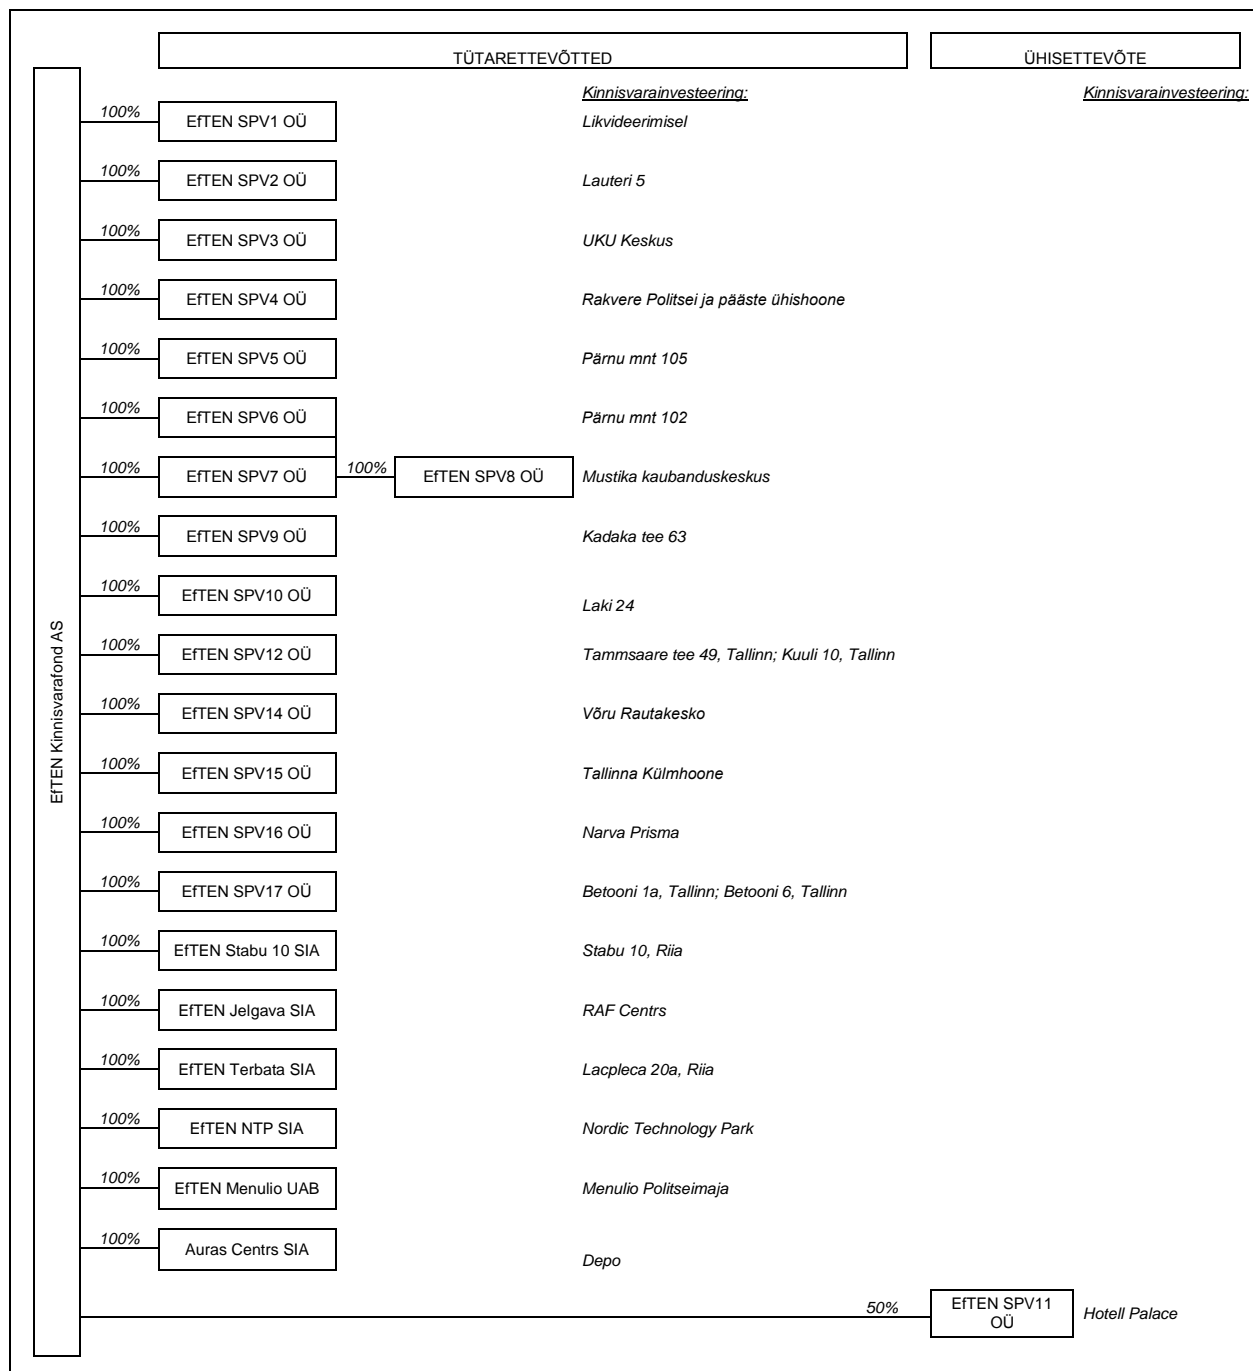 TÜTARETTEVÕTTED
ÜHISETTEVÕTE
Kinnisvarainvesteering:
Kinnisvarainvesteering:
EfTEN Kinnisvarafond AS
100%
EfTEN SPV1 OÜ
Likvideerimisel
100%
EfTEN SPV2 OÜ
Lauteri 5
100%
EfTEN SPV3 OÜ
UKU Keskus
100%
EfTEN SPV4 OÜ
Rakvere Politsei ja pääste ühishoone
100%
EfTEN SPV5 OÜ
Pärnu mnt 105
100%
EfTEN SPV6 OÜ
Pärnu mnt 102
100%
EfTEN SPV7 OÜ
100%
EfTEN SPV8 OÜ
Mustika kaubanduskeskus
100%
EfTEN SPV9 OÜ
Kadaka tee 63
100%
EfTEN SPV10 OÜ
Laki 24
100%
EfTEN SPV12 OÜ
Tammsaare tee 49, Tallinn; Kuuli 10, Tallinn
100%
EfTEN SPV14 OÜ
Võru Rautakesko
100%
EfTEN SPV15 OÜ
Tallinna Külmhoone
100%
EfTEN SPV16 OÜ
Narva Prisma
100%
EfTEN SPV17 OÜ
Betooni 1a, Tallinn; Betooni 6, Tallinn
100%
EfTEN Stabu 10 SIA
Stabu 10, Riia
100%
EfTEN Jelgava SIA
RAF Centrs
100%
EfTEN Terbata SIA
Lacpleca 20a, Riia
100%
EfTEN NTP SIA
Nordic Technology Park
100%
EfTEN Menulio UAB
Menulio Politseimaja
100%
Auras Centrs SIA
Depo
50%
EfTEN SPV11
OÜ
Hotell Palace